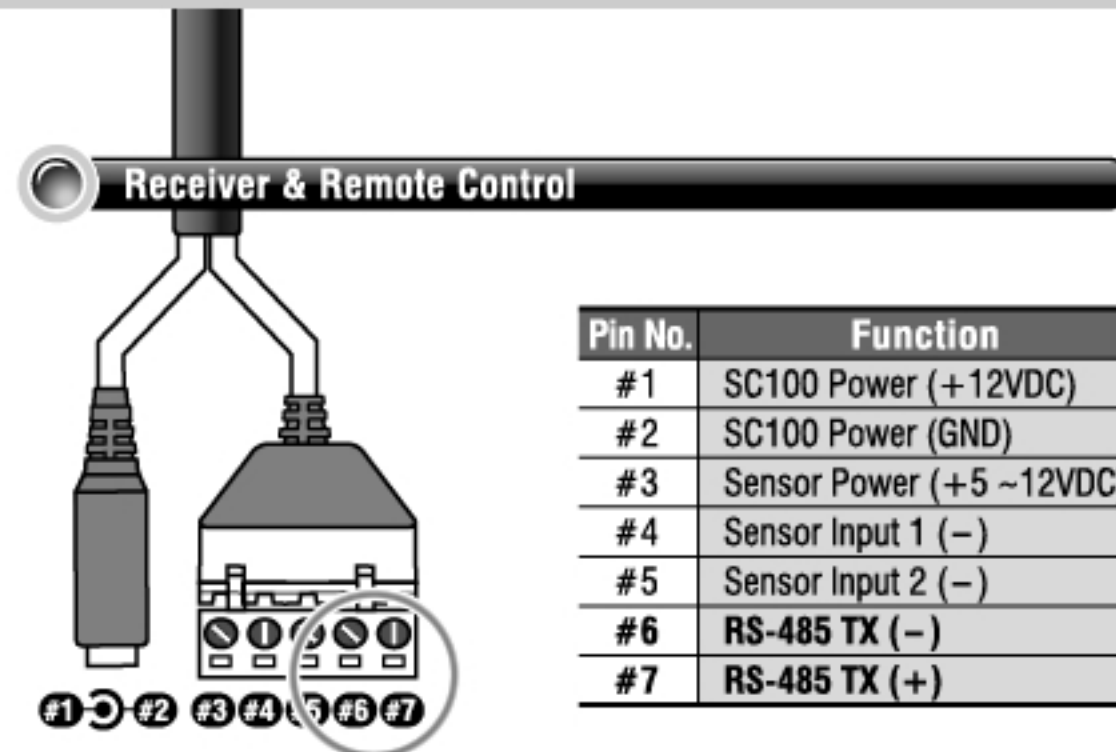 Receiver & Remote Control
Pin No. Function
#1 SC100 Power (+12VDC)
#2 SC100 Power (GND)
#3 Sensor Power (+5 ~12VDC
#4 Sensor Input 1 (−)
#5 Sensor Input 2 (−)
#6 RS-485 TX (−)
#7 RS-485 TX (+)
#1 #2 #3 #4 #5 #6 #7